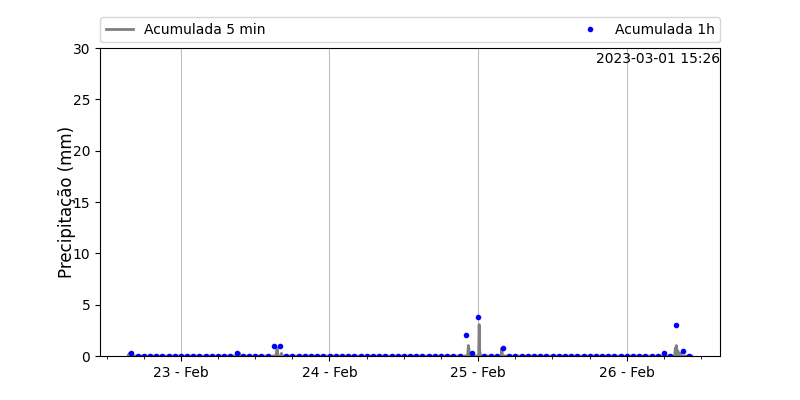 Acumulada 5 min
Acumulada 1h
2023-03-01 15:26
Precipitação (mm)
30
25
20
15
10
5
0
23 - Feb
24 - Feb
25 - Feb
26 - Feb